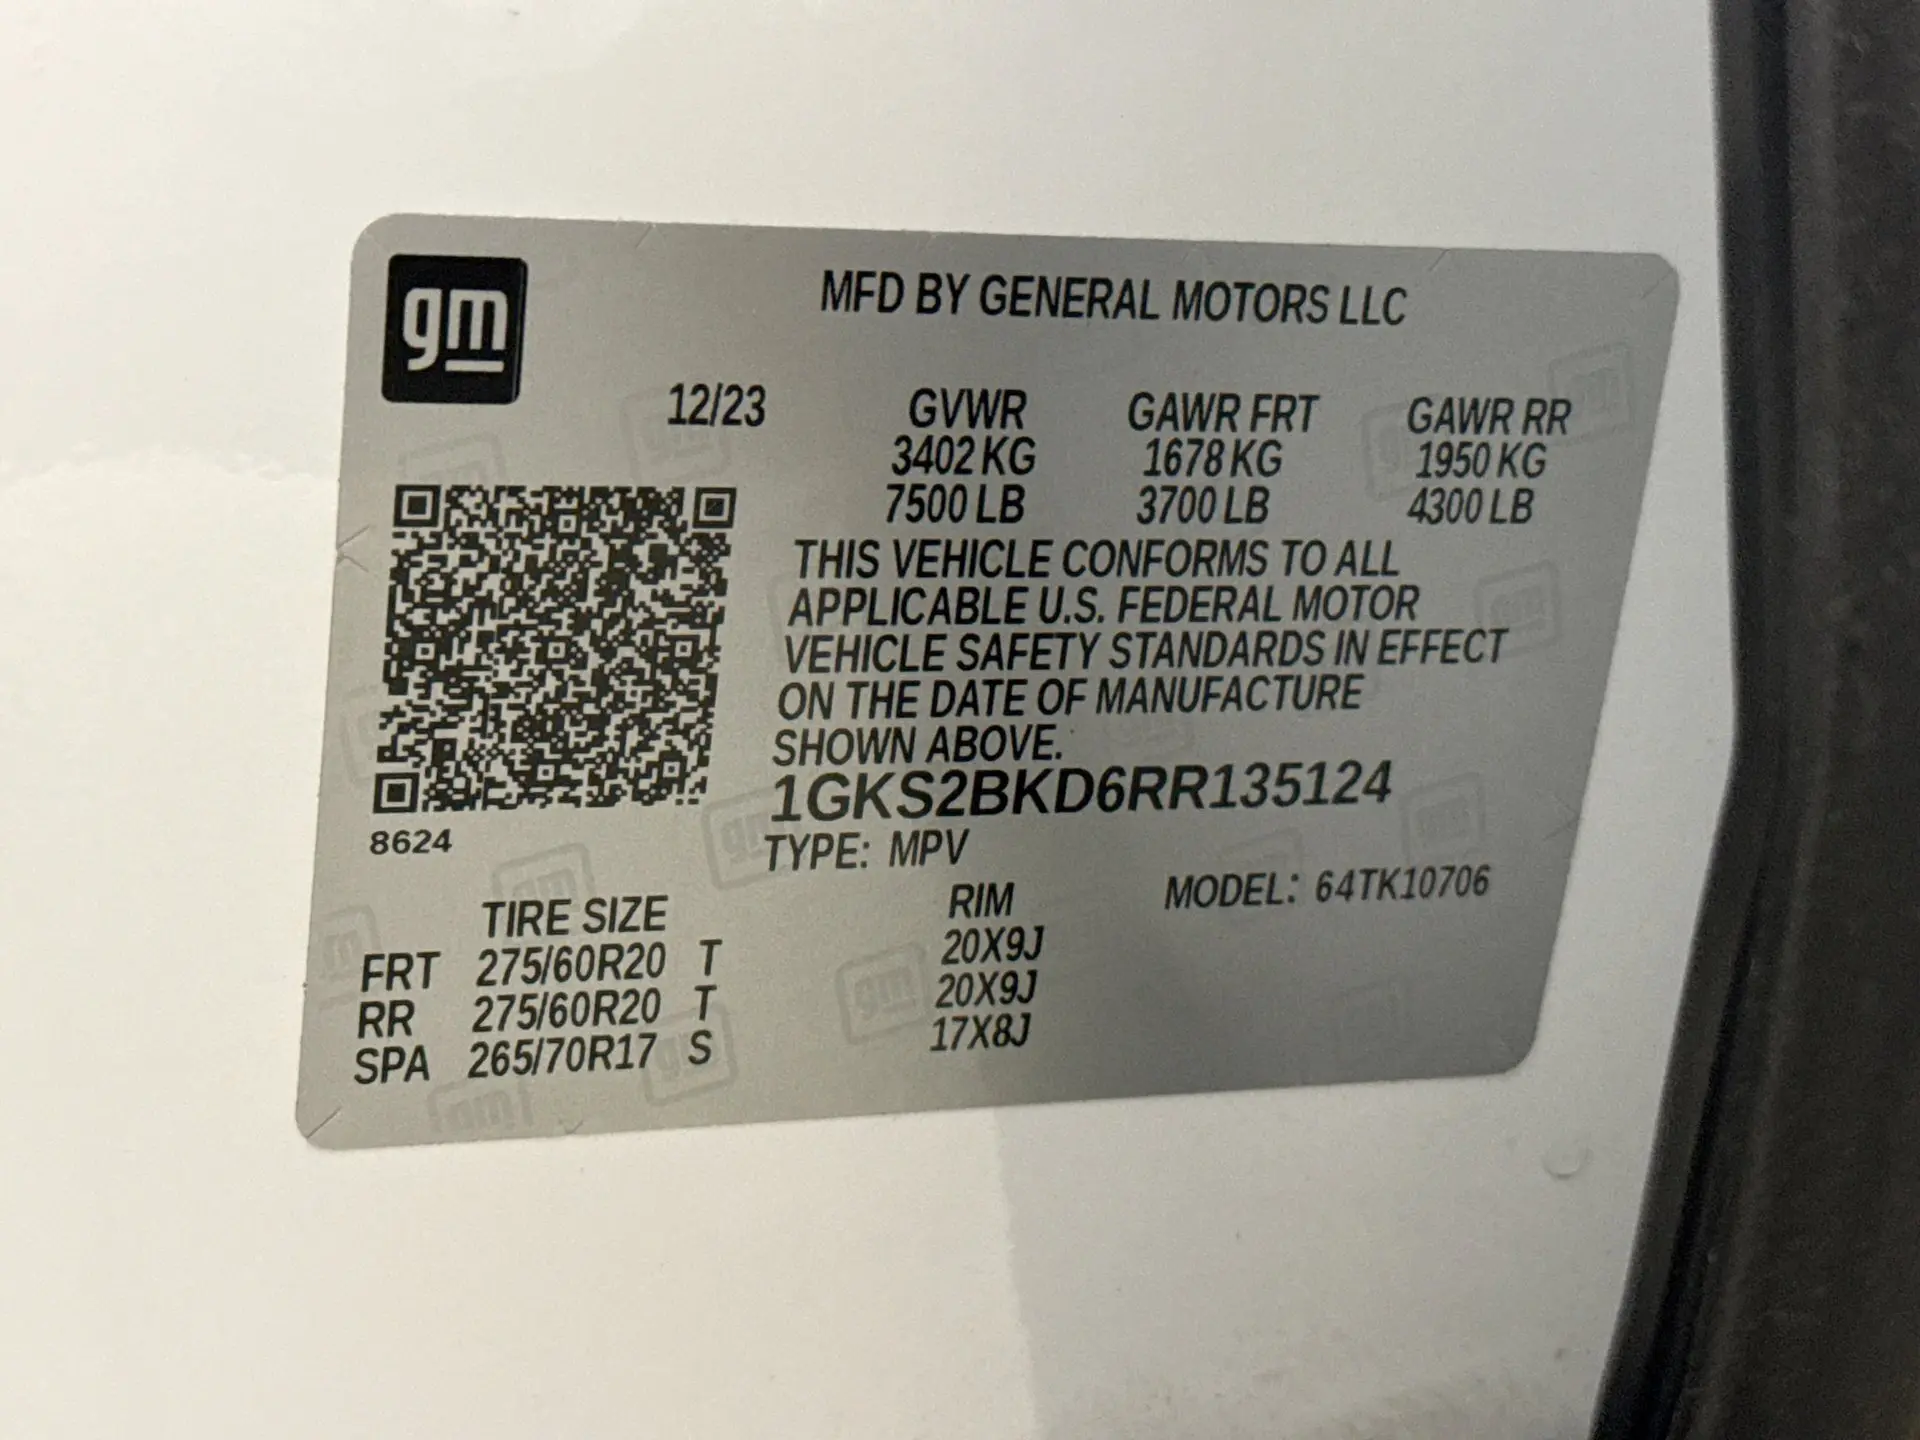 gm
MFD BY GENERAL MOTORS LLC
12/23 GVWR GAWR FRT GAWR RR
3402 KG 1678 KG 1950 KG
7500 LB 3700 LB 4300 LB
THIS VEHICLE CONFORMS TO ALL
APPLICABLE U.S. FEDERAL MOTOR
VEHICLE SAFETY STANDARDS IN EFFECT
ON THE DATE OF MANUFACTURE
SHOWN ABOVE.
1GKS2BKD6RR135124
8624
TYPE: MPV
MODEL: 64TK10706
TIRE SIZE RIM
FRT 275/60R20 T 20X9J
RR 275/60R20 T 20X9J
SPA 265/70R17 S 17X8J